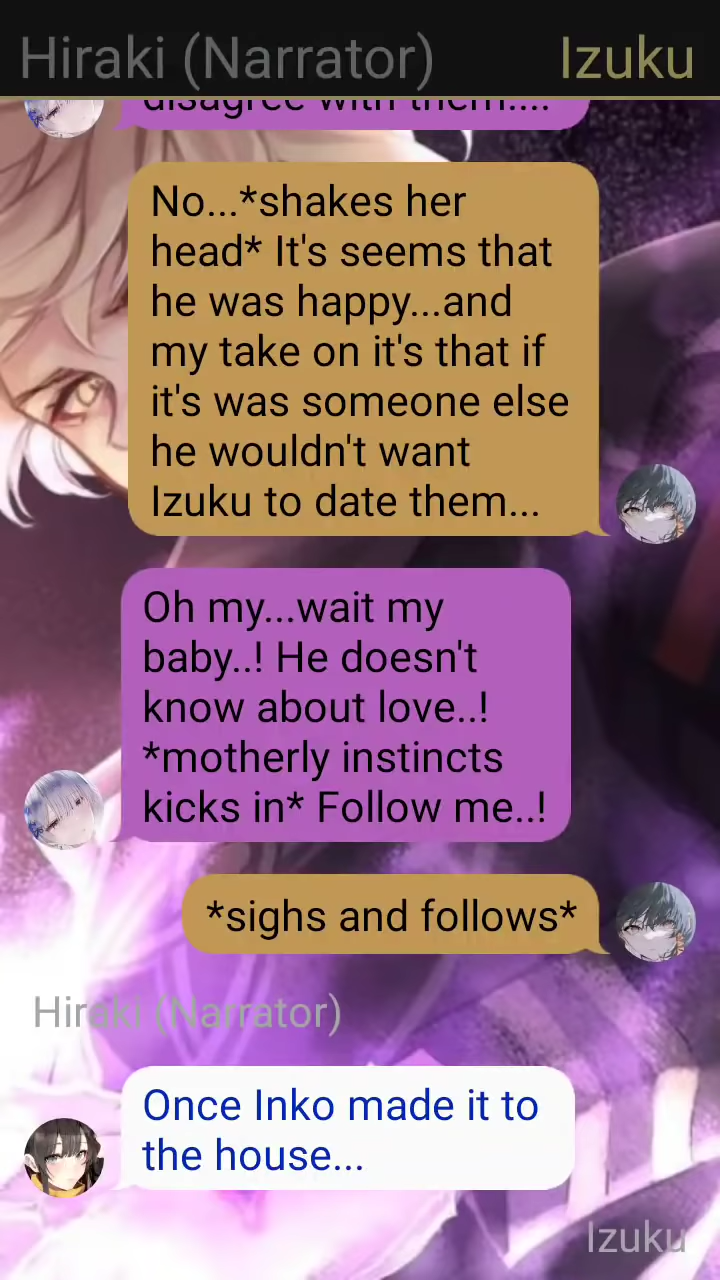 Hiraki (Narrator) Izuku
disagree with them....
No...*shakes her
head* It's seems that
he was happy...and
my take on it's that if
it's was someone else
he wouldn't want
Izuku to date them...
Oh my...wait my
baby..! He doesn't
know about love..!
*motherly instincts
kicks in* Follow me..!
*sighs and follows*
Hiraki (Narrator)
Once Inko made it to
the house...
Izuku